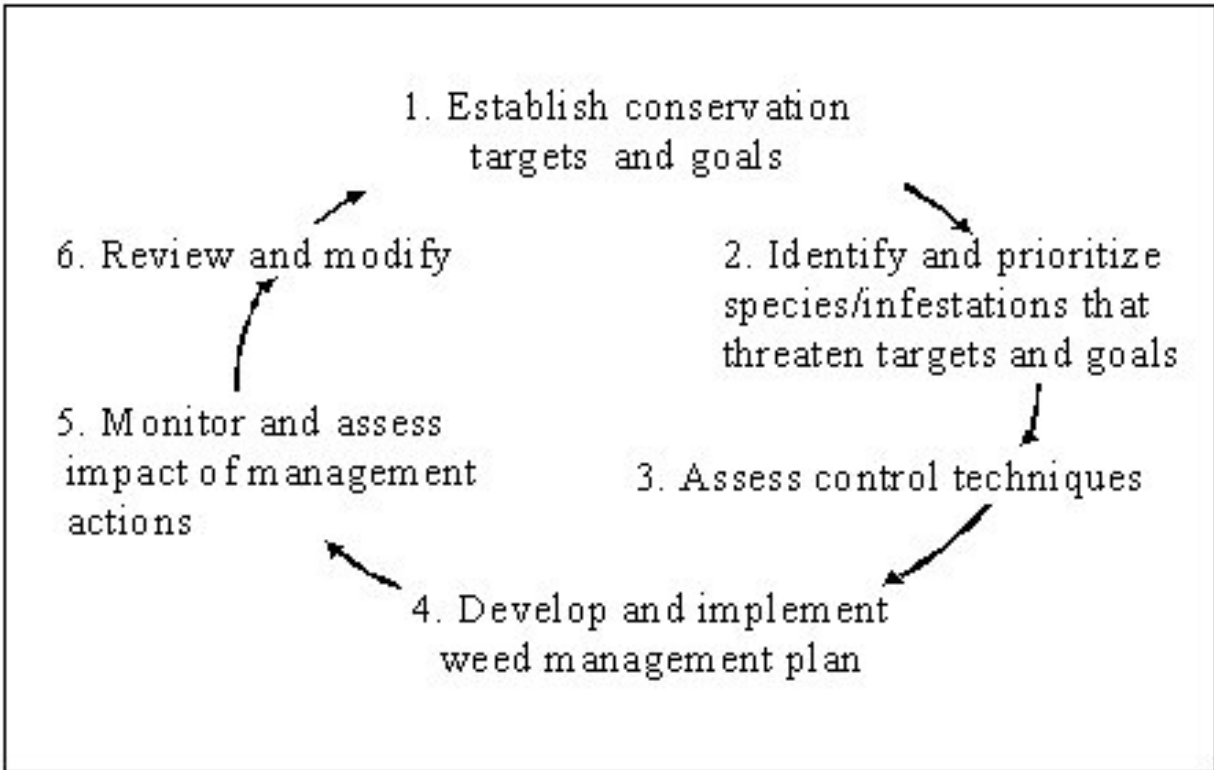 1. Establish conservation
targets and goals
2. Identify and prioritize
species/infestations that
threaten targets and goals
3. Assess control techniques
4. Develop and implement
weed management plan
5. Monitor and assess
impact of management
actions
6. Review and modify